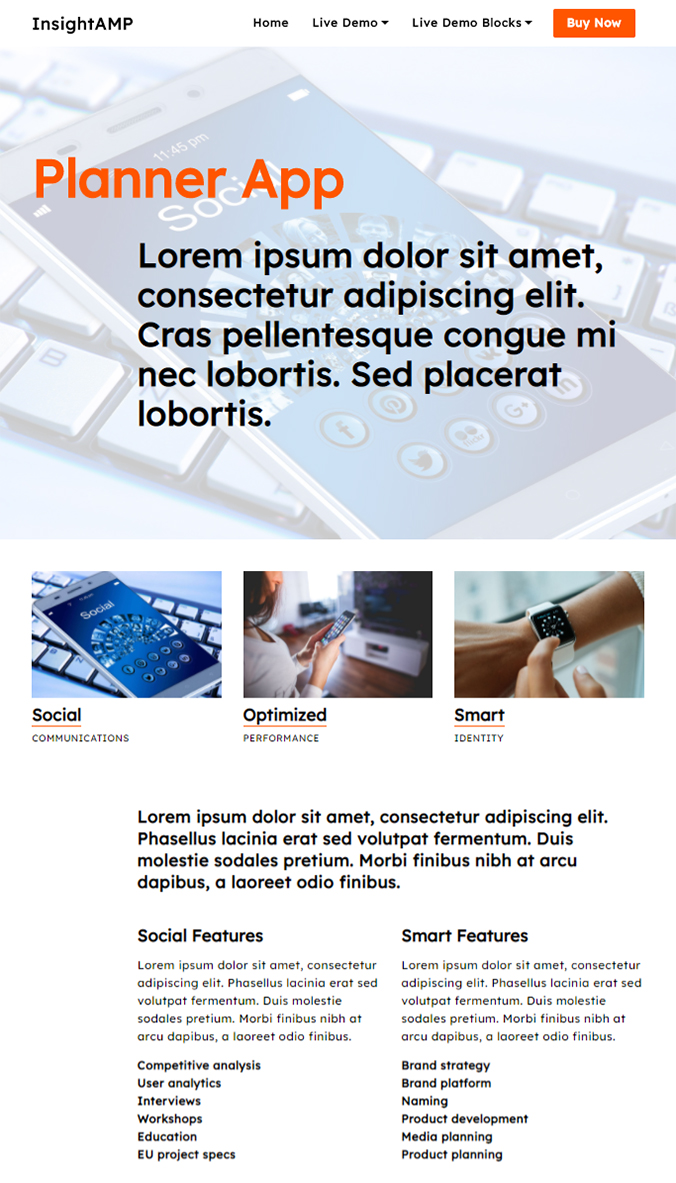 InsightAMP
Home
Live Demo
Live Demo Blocks
Buy Now
11:45 pm
Social
Planner App
Lorem ipsum dolor sit amet,
consectetur adipiscing elit.
Cras pellentesque congue mi
nec lobortis. Sed placerat
lobortis.
Social
Social
COMMUNICATIONS
Optimized
PERFORMANCE
Smart
IDENTITY
Lorem ipsum dolor sit amet, consectetur adipiscing elit.
Phasellus lacinia erat sed volutpat fermentum. Duis
molestie sodales pretium. Morbi finibus nibh at arcu
dapibus, a laoreet odio finibus.
Social Features
Lorem ipsum dolor sit amet, consectetur
adipiscing elit. Phasellus lacinia erat sed
volutpat fermentum. Duis molestie
sodales pretium. Morbi finibus nibh at
arcu dapibus, a laoreet odio finibus.
Competitive analysis
User analytics
Interviews
Workshops
Education
EU project specs
Smart Features
Lorem ipsum dolor sit amet, consectetur
adipiscing elit. Phasellus lacinia erat sed
volutpat fermentum. Duis molestie
sodales pretium. Morbi finibus nibh at
arcu dapibus, a laoreet odio finibus.
Brand strategy
Brand platform
Naming
Product development
Media planning
Product planning